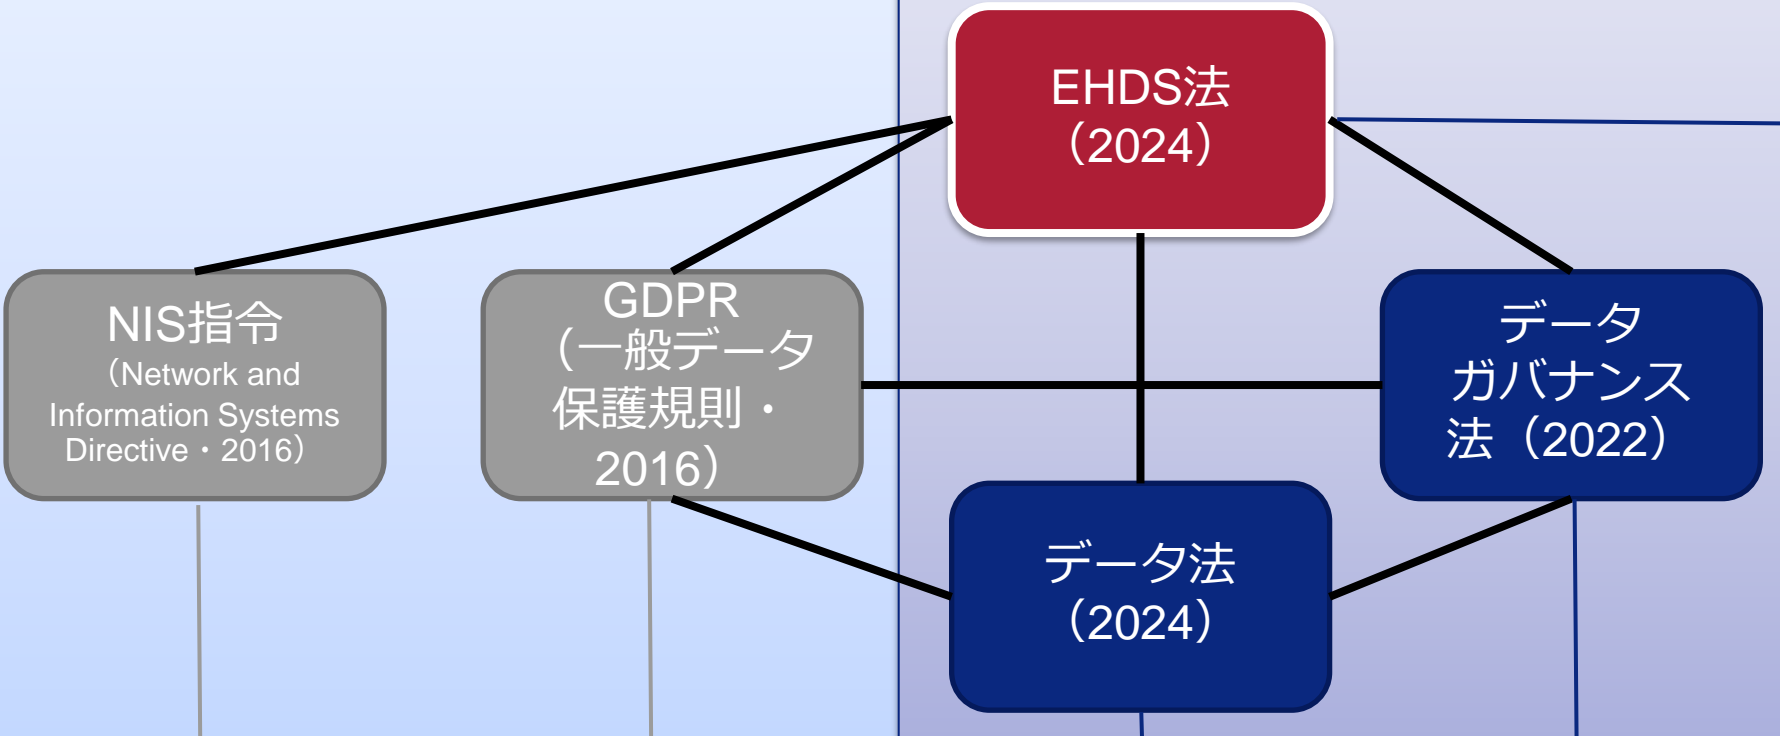 EHDS法
（2024）
NIS指令
（Network and
Information Systems
Directive・2016）
GDPR
（一般データ
保護規則・
2016）
データ
ガバナンス
法（2022）
データ法
（2024）